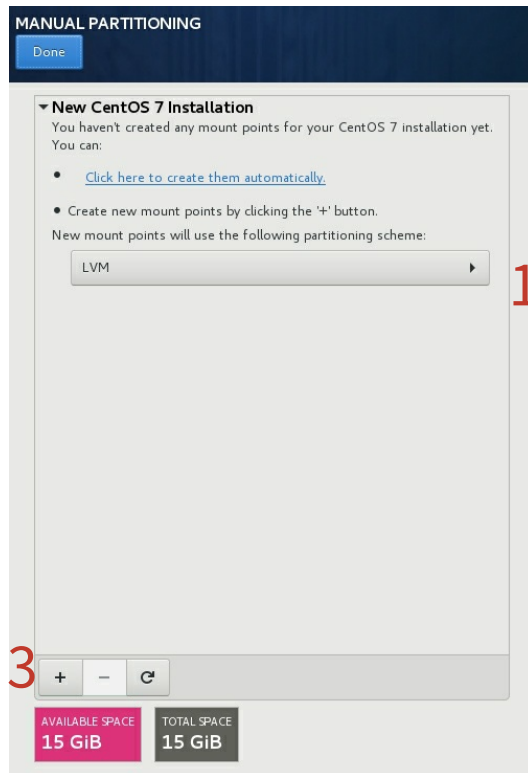 MANUAL PARTITIONING
Done
New CentOS 7 Installation
You haven't created any mount points for your CentOS 7 installation yet.
You can:
• Click here to create them automatically.
• Create new mount points by clicking the '+' button.
New mount points will use the following partitioning scheme:
LVM
1
3
+ −
AVAILABLE SPACE
15 GiB
TOTAL SPACE
15 GiB